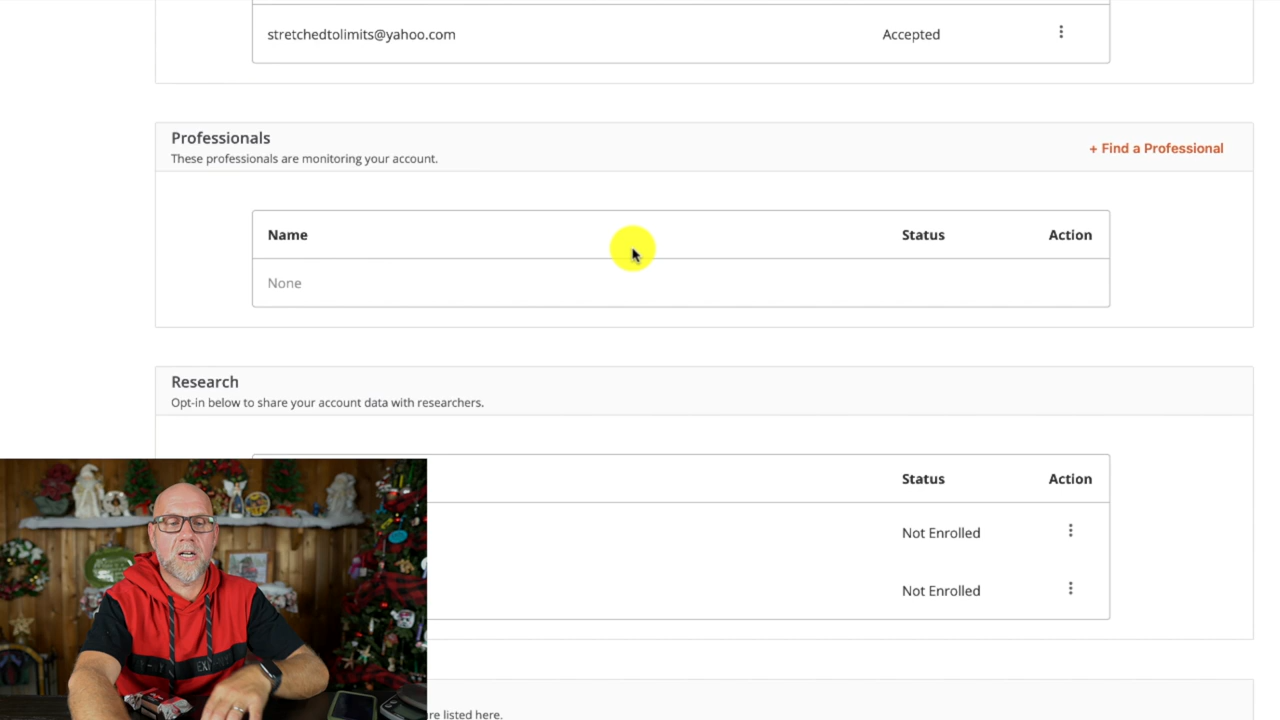 stretchedtolimits@yahoo.com Accepted
Professionals
These professionals are monitoring your account.
+ Find a Professional
Name Status Action
None
Research
Opt-in below to share your account data with researchers.
Status Action
Not Enrolled
Not Enrolled
re listed here.